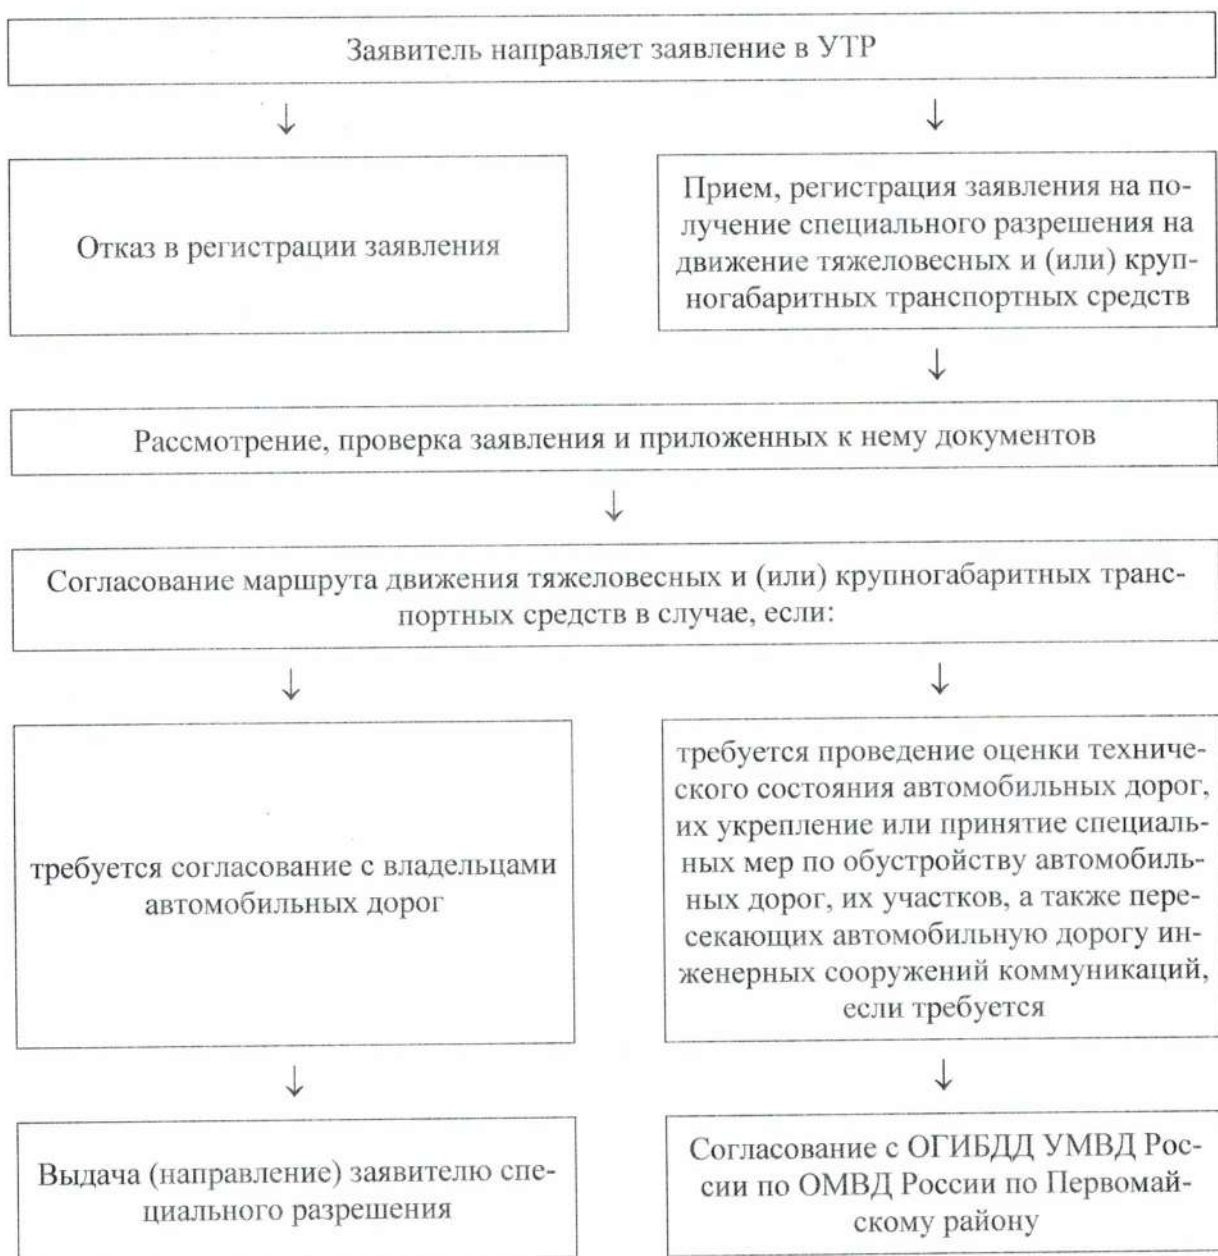 Заявитель направляет заявление в УТР
↓
↓
Отказ в регистрации заявления
Прием, регистрация заявления на по-
лучение специального разрешения на
движение тяжеловесных и (или) круп-
ногабаритных транспортных средств
↓
Рассмотрение, проверка заявления и приложенных к нему документов
↓
Согласование маршрута движения тяжеловесных и (или) крупногабаритных транс-
портных средств в случае, если:
↓
↓
требуется согласование с владельцами
автомобильных дорог
требуется проведение оценки техниче-
ского состояния автомобильных дорог,
их укрепление или принятие специаль-
ных мер по обустройству автомобиль-
ных дорог, их участков, а также пере-
секающих автомобильную дорогу ин-
женерных сооружений коммуникаций,
если требуется
↓
↓
Выдача (направление) заявителю спе-
циального разрешения
Согласование с ОГИБДД УМВД Рос-
сии по ОМВД России по Первомай-
скому району